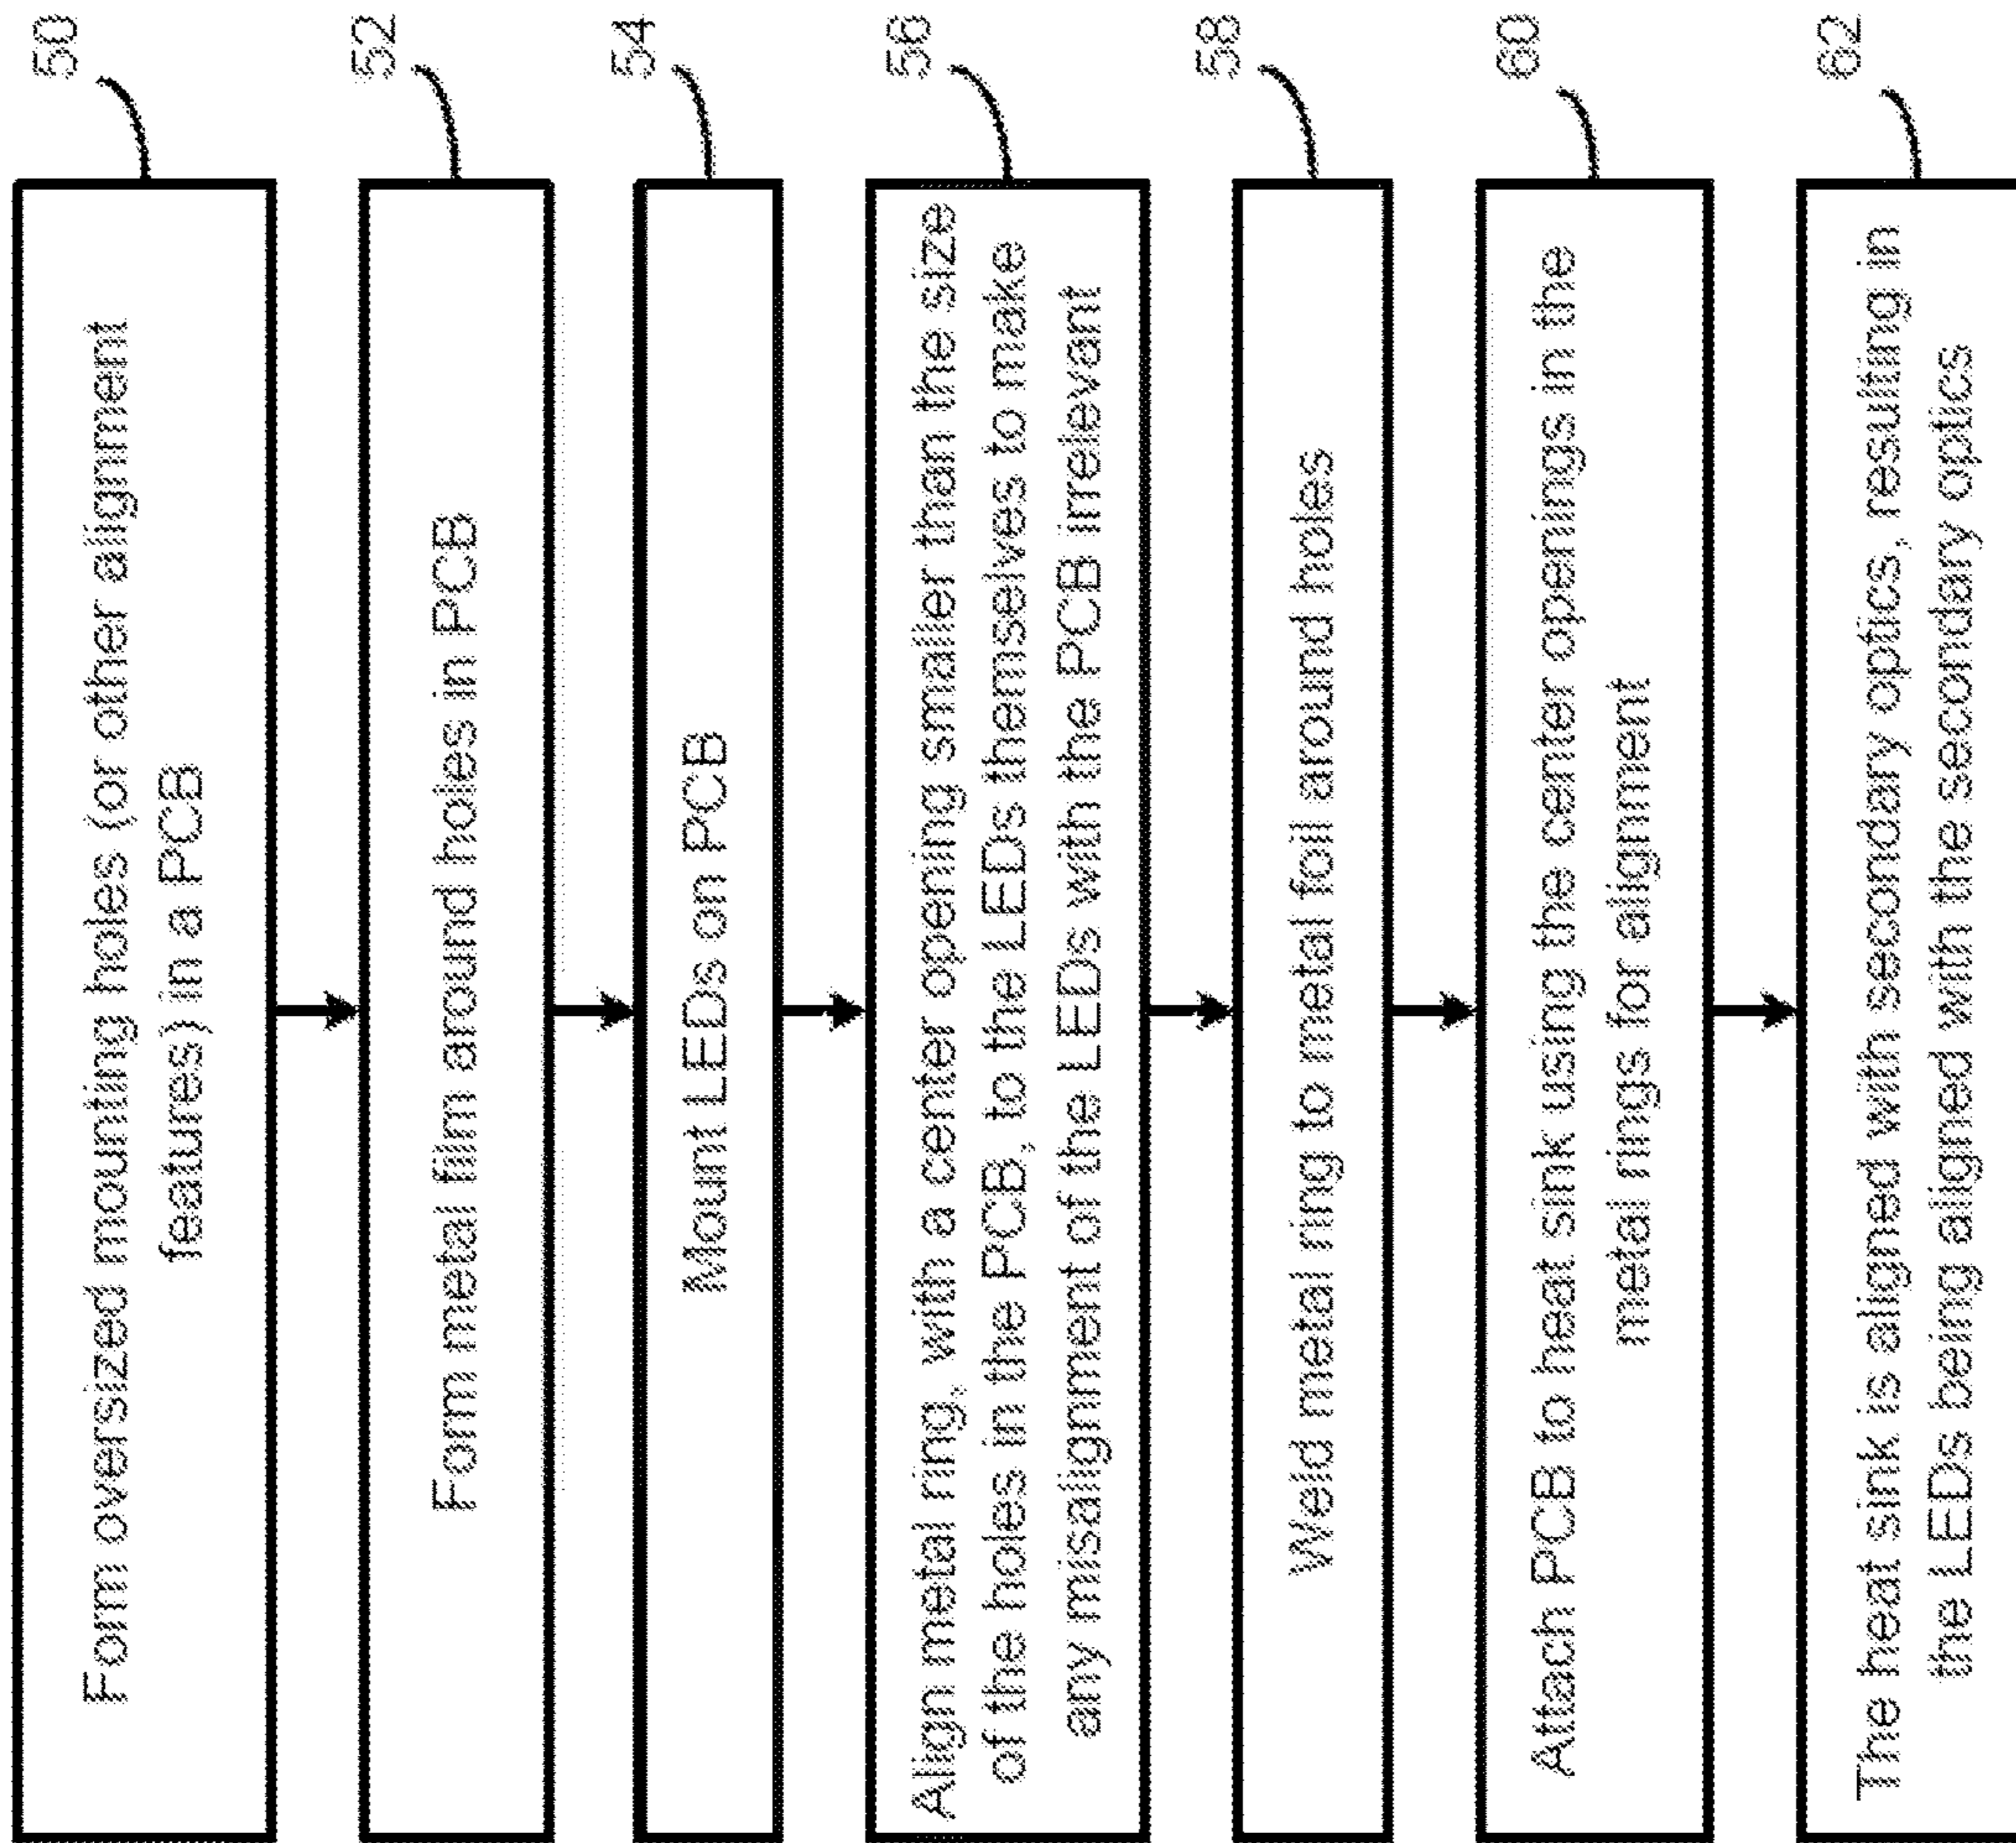 50
Form oversized mounting holes (or other alignment
features) in a PCB
52
Form metal film around holes in PCB
54
Mount LEDs on PCB
56
Align metal ring, with a center opening smaller than the size
of the holes in the PCB, to the LEDs themselves to make
any misalignment of the LEDs with the PCB irrelevant
58
Weld metal ring to metal foil around holes
60
Attach PCB to heat sink using the center openings in the
metal rings for alignment
62
The heat sink is aligned with secondary optics, resulting in
the LEDs being aligned with the secondary optics